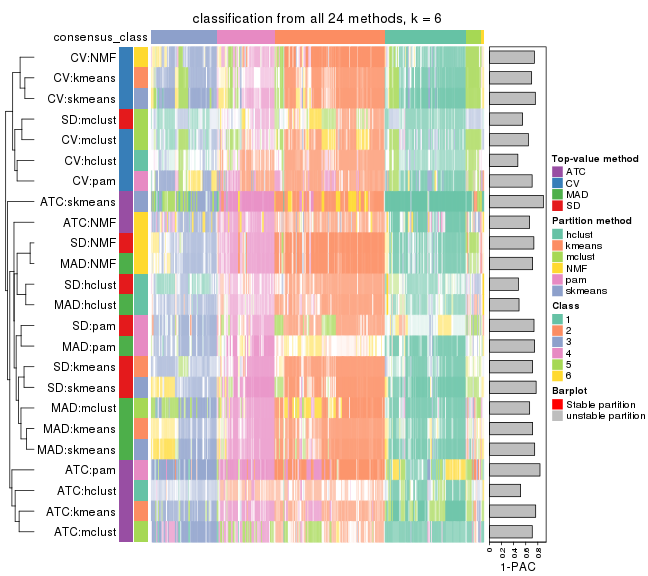 classification from all 24 methods, k = 6
consensus_class
CV:NMF
CV:kmeans
CV:skmeans
SD:mclust
CV:mclust
CV:hclust
CV:pam
ATC:skmeans
ATC:NMF
SD:NMF
MAD:NMF
SD:hclust
MAD:hclust
SD:pam
MAD:pam
SD:kmeans
SD:skmeans
MAD:mclust
MAD:kmeans
MAD:skmeans
ATC:pam
ATC:hclust
ATC:kmeans
ATC:mclust
0 0.2 0.4 0.6 0.8
1-PAC
Top-value method
ATC
CV
MAD
SD
Partition method
hclust
kmeans
mclust
NMF
pam
skmeans
Class
1
2
3
4
5
6
Barplot
Stable partition
unstable partition